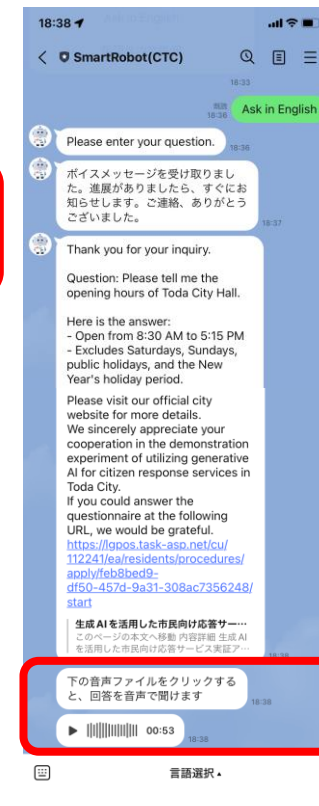 18:38
SmartRobot(CTC)
18:33
既読
18:36
Ask in English
Please enter your question.
18:36
ボイスメッセージを受け取りまし
た。進展がありましたら、すぐにお
知らせします。ご連絡、ありがとう
ございました。
18:37
Thank you for your inquiry.
Question: Please tell me the
opening hours of Toda City Hall.
Here is the answer:
- Open from 8:30 AM to 5:15 PM
- Excludes Saturdays, Sundays,
public holidays, and the New
Year's holiday period.
Please visit our official city
website for more details.
We sincerely appreciate your
cooperation in the demonstration
experiment of utilizing generative
AI for citizen response services in
Toda City.
If you could answer the
questionnaire at the following
URL, we would be grateful.
https://lgpos.task-asp.net/cu/
112241/ea/residents/procedures/
apply/feb8bed9-
df50-457d-9a31-308ac7356248/
start
生成AIを活用した市民向け応答サー…
このページの本文へ移動 内容詳細 生成AI
を活用した市民向け応答サービス実証ア…
18:38
下の音声ファイルをクリックする
と、回答を音声で聞けます
18:38
00:53
18:38
言語選択